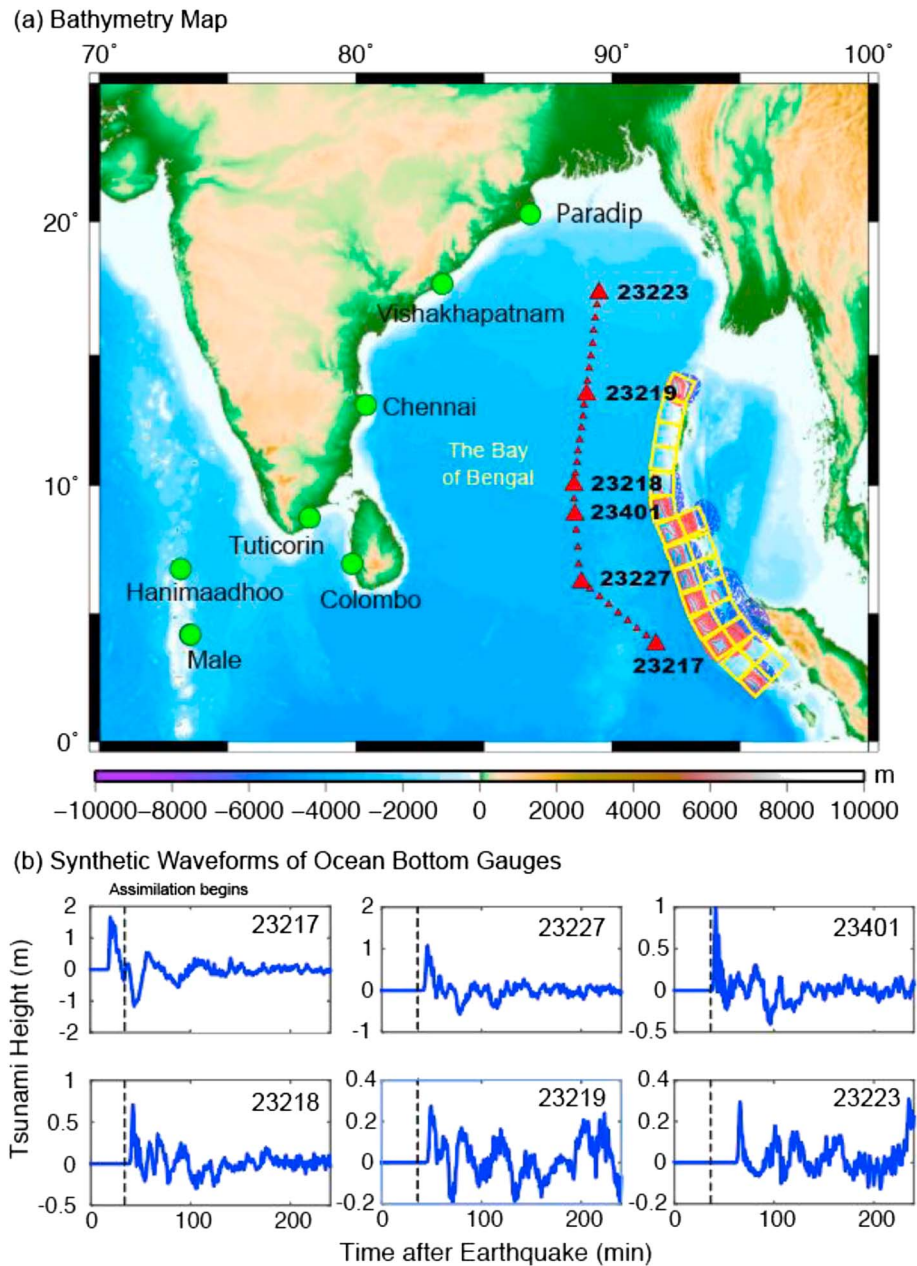 (a) Bathymetry Map
70° 80° 90° 100°
20°
Paradip
23223
Vishakhapatnam
23219
Chennai
The Bay
of Bengal
10°
23218
23401
Tuticorin
23227
Hanimaadhoo
Colombo
Male
23217
0°
m
−10000 −8000 −6000 −4000 −2000 0 2000 4000 6000 8000 10000
(b) Synthetic Waveforms of Ocean Bottom Gauges
Assimilation begins
2 1 0 -1 -2
23217
2 1 0 -1
23227
1 0.5 0 -0.5
23401
Tsunami Height (m)
1 0.5 0 -0.5
23218
0.4 0.2 0 -0.2
23219
0.4 0.2 0 -0.2
23223
0 100 200 0 100 200 0 100 200
Time after Earthquake (min)